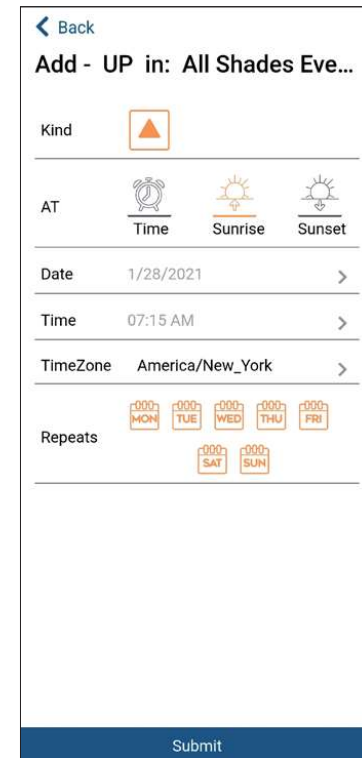 Back
Add - UP in: All Shades Eve...
Kind
AT
Time Sunrise Sunset
Date 1/28/2021
Time 07:15 AM
TimeZone America/New_York
Repeats
MON TUE WED THU FRI
SAT SUN
Submit